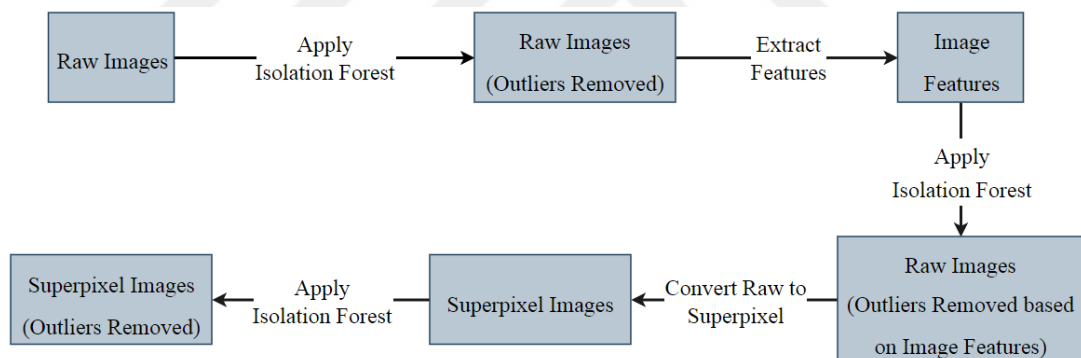 Raw Images
Apply
Isolation Forest
Raw Images
(Outliers Removed)
Extract
Features
Image
Features
Apply
Isolation Forest
Raw Images
(Outliers Removed based
on Image Features)
Convert Raw to
Superpixel
Superpixel Images
Apply
Isolation Forest
Superpixel Images
(Outliers Removed)